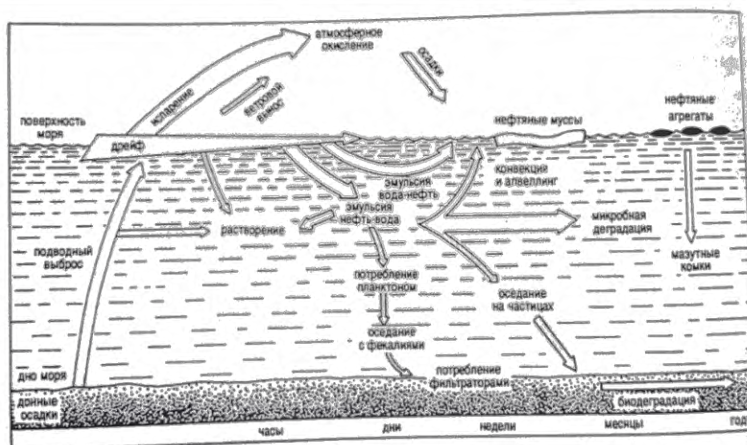 атмосферное
окисление
осадки
испарение
ветровой
вынос
поверхность
моря
дрейф
нефтяные муссы
нефтяные
агрегаты
эмульсия
вода-нефть
конвекция
и апвеллинг
эмульсия
нефть-вода
растворение
микробная
деградация
подводный
выброс
мазутные
комки
потребление
планктоном
оседание
на частицах
оседание
с фекалиями
потребление
фильтраторами
дно моря
донные
осадки
биодеградация
часы
дни
недели
месяцы
год